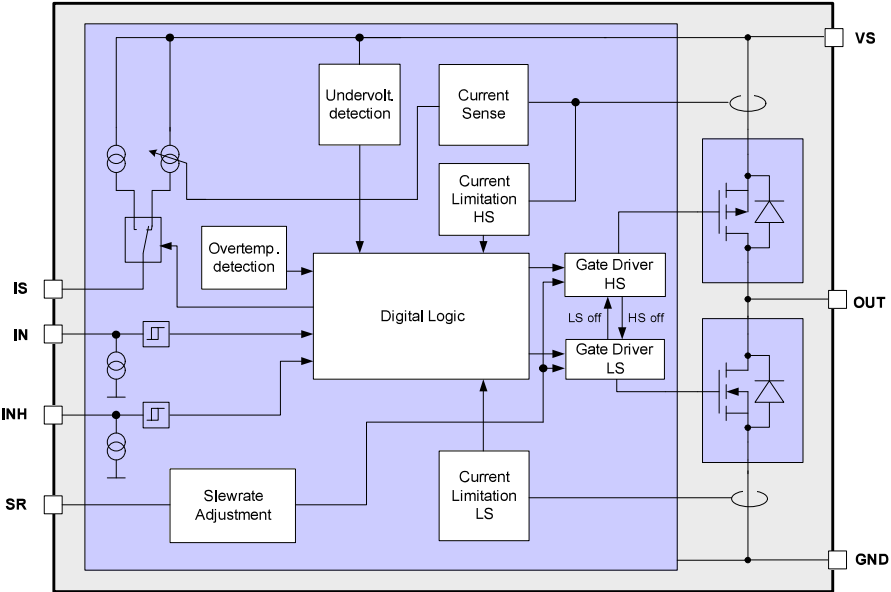 VS
Undervolt.
detection
Current
Sense
Current
Limitation
HS
Overtemp.
detection
Gate Driver
HS
IS
OUT
Digital Logic
LS off
HS off
IN
Gate Driver
LS
INH
Current
Limitation
LS
SR
Slewrate
Adjustment
GND